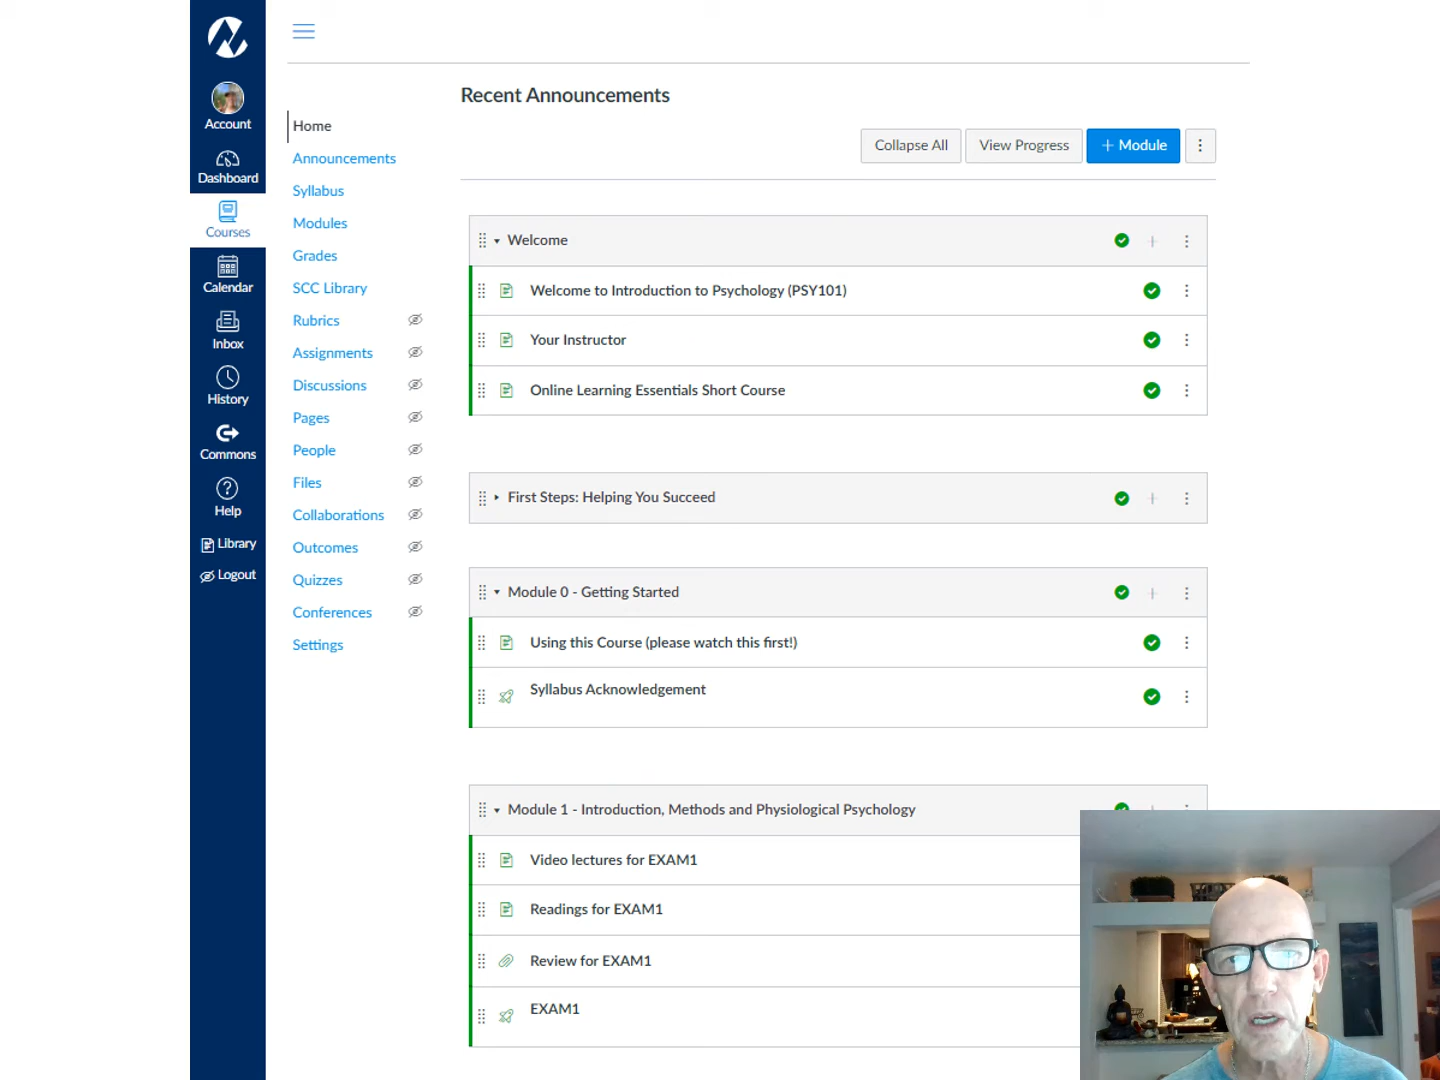 Account
Dashboard
Courses
Calendar
Inbox
History
Commons
Help
Library
Logout
Home
Announcements
Syllabus
Modules
Grades
SCC Library
Rubrics
Assignments
Discussions
Pages
People
Files
Collaborations
Outcomes
Quizzes
Conferences
Settings
Recent Announcements
Collapse All
View Progress
+ Module
Welcome
Welcome to Introduction to Psychology (PSY101)
Your Instructor
Online Learning Essentials Short Course
First Steps: Helping You Succeed
Module 0 - Getting Started
Using this Course (please watch this first!)
Syllabus Acknowledgement
Module 1 - Introduction, Methods and Physiological Psychology
Video lectures for EXAM1
Readings for EXAM1
Review for EXAM1
EXAM1